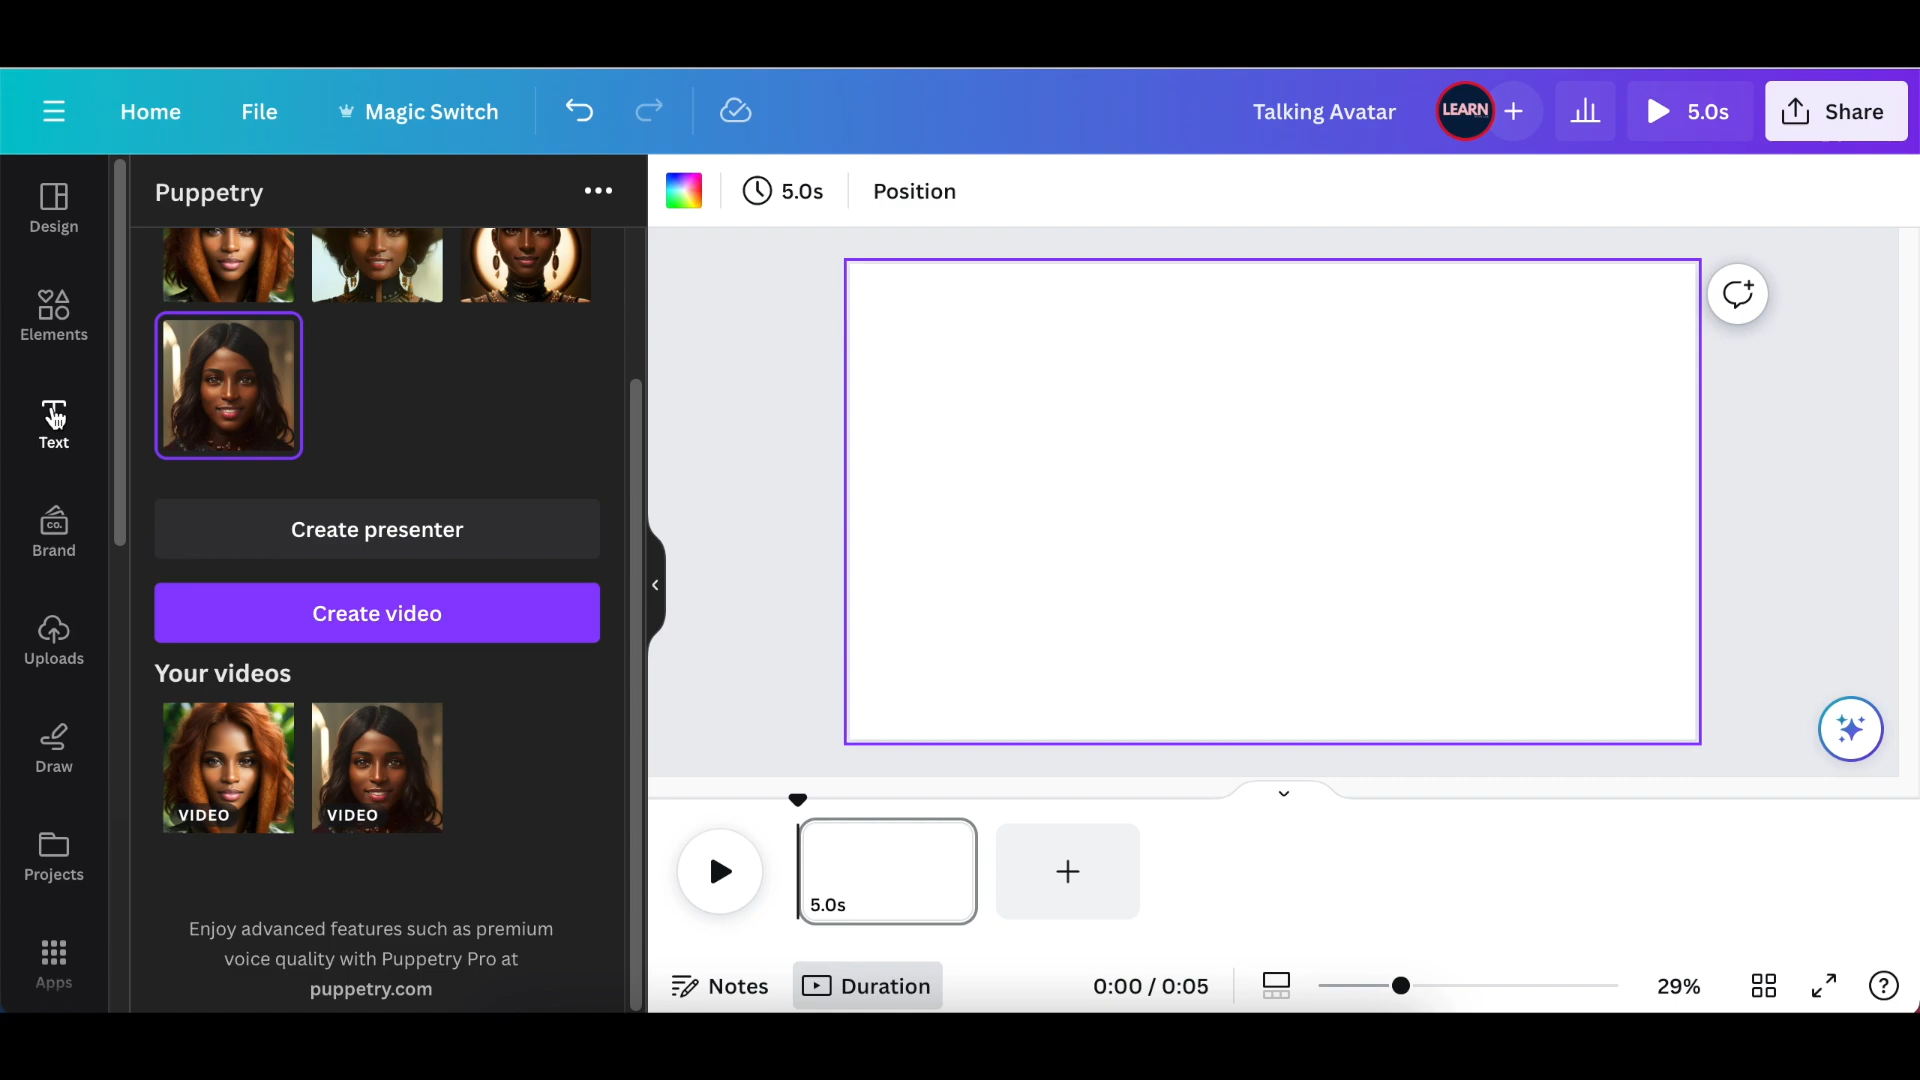 Home File Magic Switch Talking Avatar LEARN 5.0s Share
Puppetry
5.0s Position
Design
Elements
Text
CO.
Brand
Uploads
Draw
Projects
Apps
Create presenter
Create video
Your videos
VIDEO VIDEO
Enjoy advanced features such as premium
voice quality with Puppetry Pro at
puppetry.com
5.0s
Notes Duration 0:00 / 0:05 29%